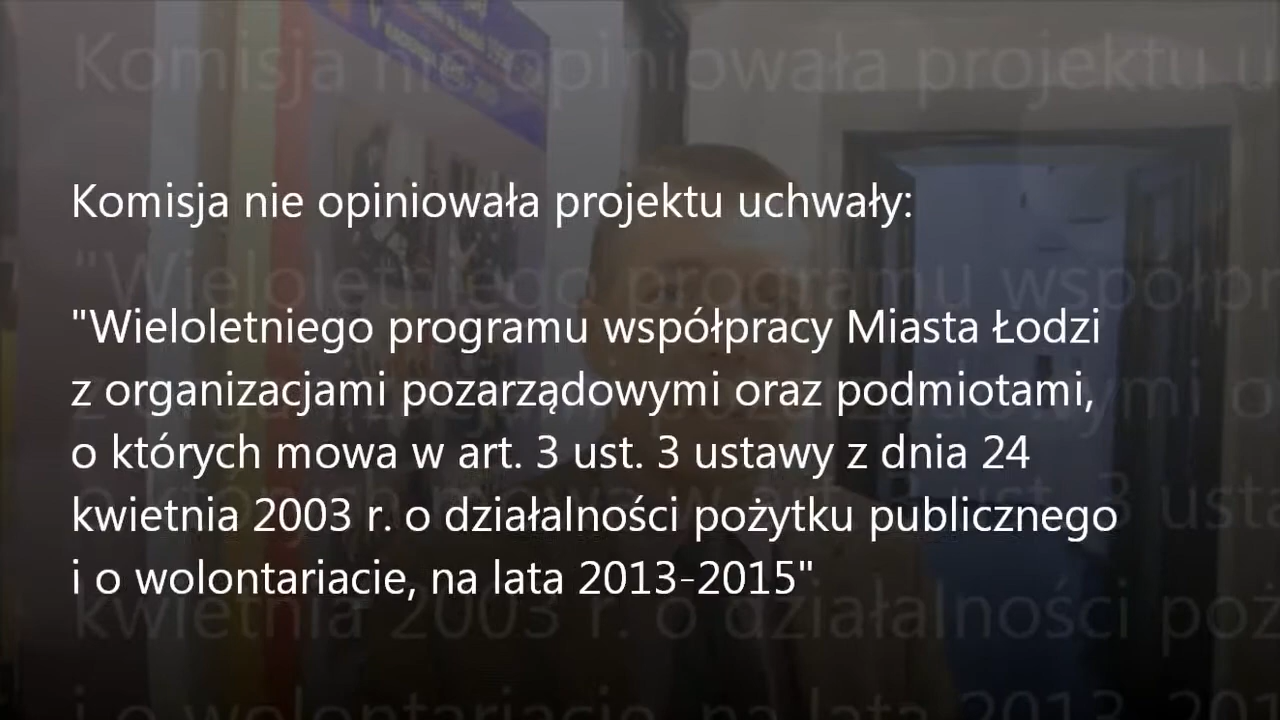 Komisja nie opiniowała projektu uchwały:
"Wieloletniego programu współpracy Miasta Łodzi
z organizacjami pozarządowymi oraz podmiotami,
o których mowa w art. 3 ust. 3 ustawy z dnia 24
kwietnia 2003 r. o działalności pożytku publicznego
i o wolontariacie, na lata 2013-2015"